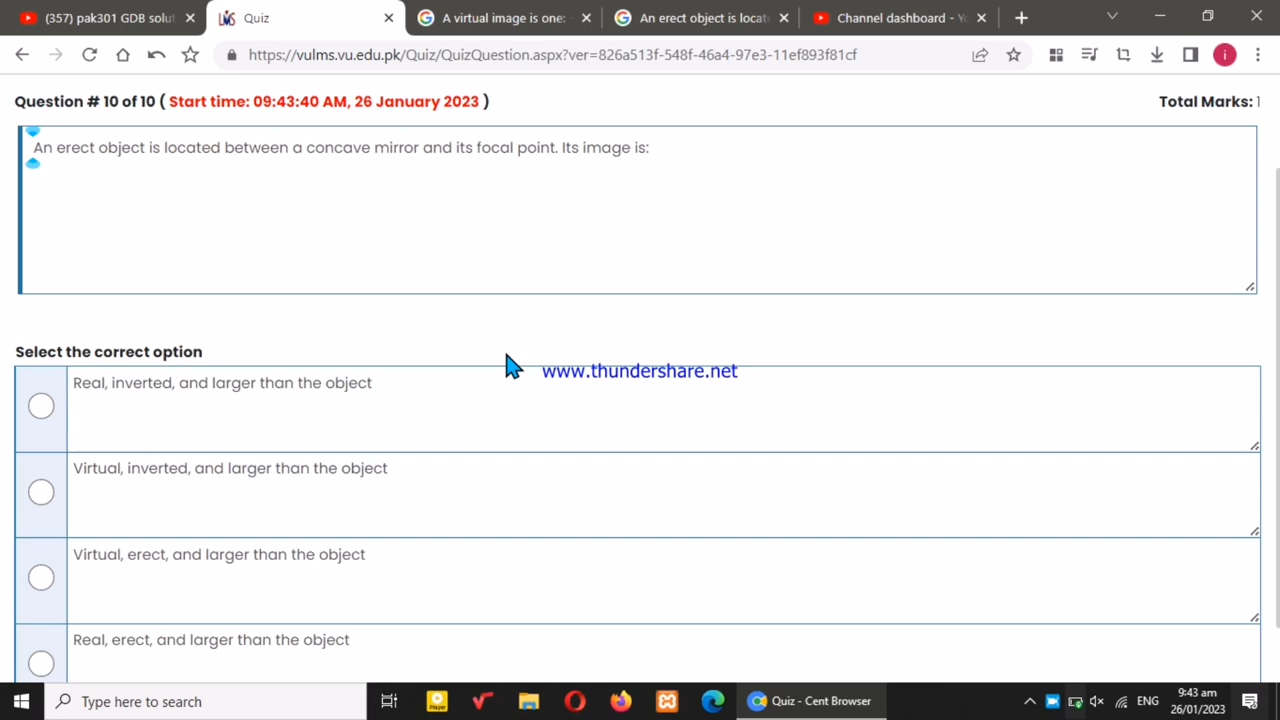 (357) pak301 GDB solut
Quiz
A virtual image is one:
An erect object is locat
Channel dashboard - Y
https://vulms.vu.edu.pk/Quiz/QuizQuestion.aspx?ver=826a513f-548f-46a4-97e3-11ef893f81cf
i
Question # 10 of 10 ( Start time: 09:43:40 AM, 26 January 2023 )
Total Marks: 1
An erect object is located between a concave mirror and its focal point. Its image is:
Select the correct option
www.thundershare.net
Real, inverted, and larger than the object
Virtual, inverted, and larger than the object
Virtual, erect, and larger than the object
Real, erect, and larger than the object
Type here to search
Quiz - Cent Browser
ENG
9:43 am
26/01/2023